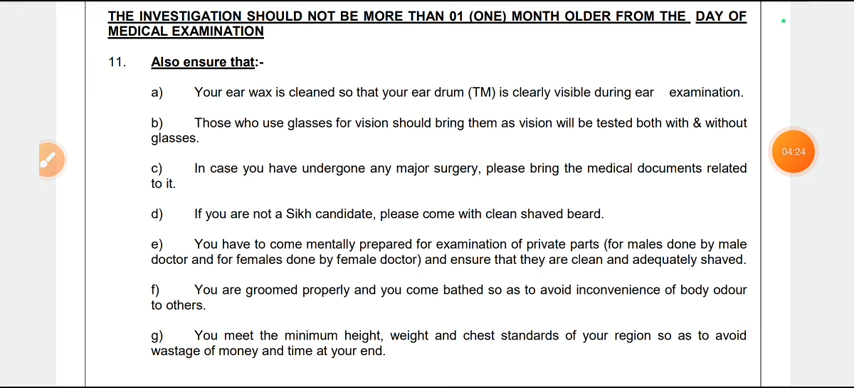 THE INVESTIGATION SHOULD NOT BE MORE THAN 01 (ONE) MONTH OLDER FROM THE DAY OF
MEDICAL EXAMINATION
11. Also ensure that:-
a) Your ear wax is cleaned so that your ear drum (TM) is clearly visible during ear examination.
b) Those who use glasses for vision should bring them as vision will be tested both with & without
glasses.
c) In case you have undergone any major surgery, please bring the medical documents related
to it.
d) If you are not a Sikh candidate, please come with clean shaved beard.
e) You have to come mentally prepared for examination of private parts (for males done by male
doctor and for females done by female doctor) and ensure that they are clean and adequately shaved.
f) You are groomed properly and you come bathed so as to avoid inconvenience of body odour
to others.
g) You meet the minimum height, weight and chest standards of your region so as to avoid
wastage of money and time at your end.
04:24